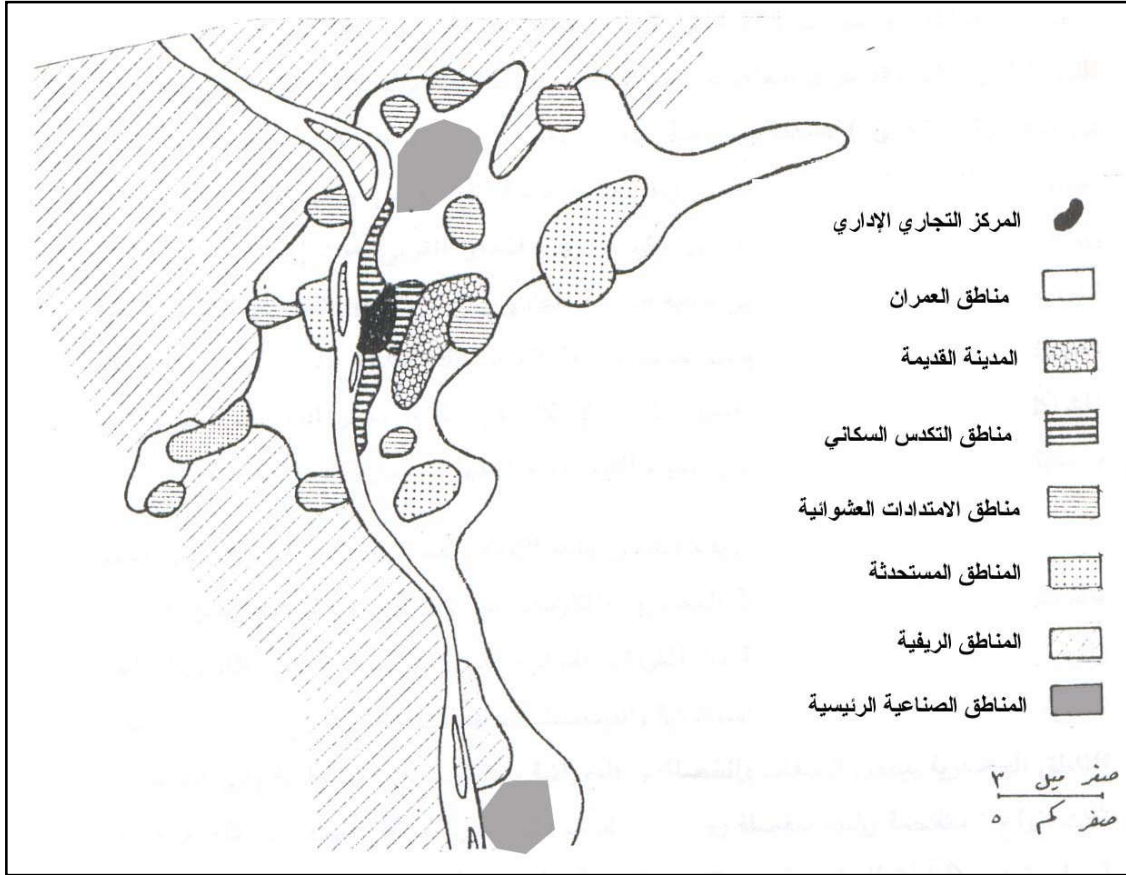 المركز التجاري الإداري
مناطق العمران
المدينة القديمة
مناطق التكدس السكاني
مناطق الامتدادات العشوائية
المناطق المستحدثة
المناطق الريفية
المناطق الصناعية الرئيسية
صفر ميل ٣
صفر كم ٥
A